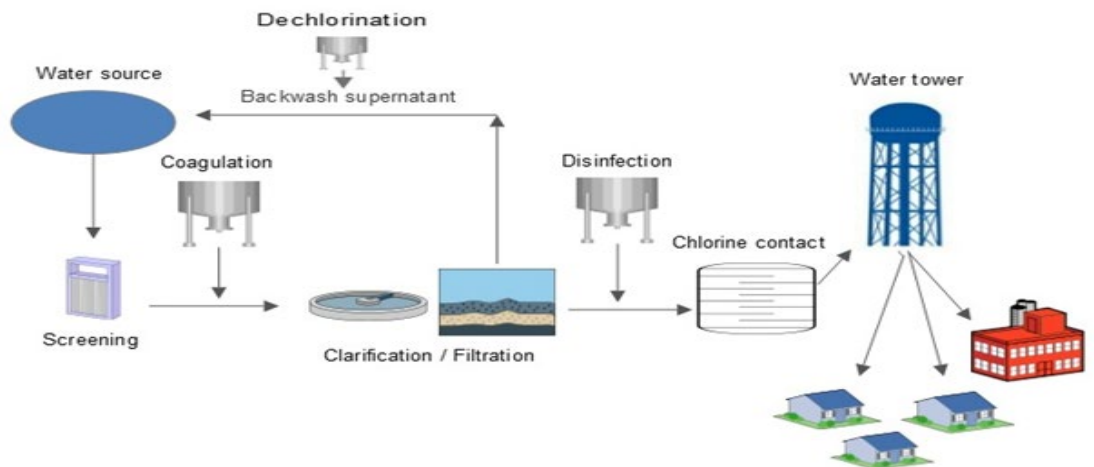 Dechlorination
Water source
Water tower
Backwash supernatant
Coagulation
Disinfection
Chlorine contact
Screening
Clarification / Filtration